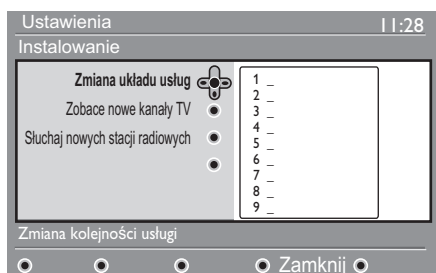 Ustawienia 11:28
Instalowanie
Zmiana układu usług
Zobace nowe kanały TV
Słuchaj nowych stacji radiowych
1 _
2 _
3 _
4 _
5 _
6 _
7 _
8 _
9 _
Zmiana kolejności usługi
Zamknij